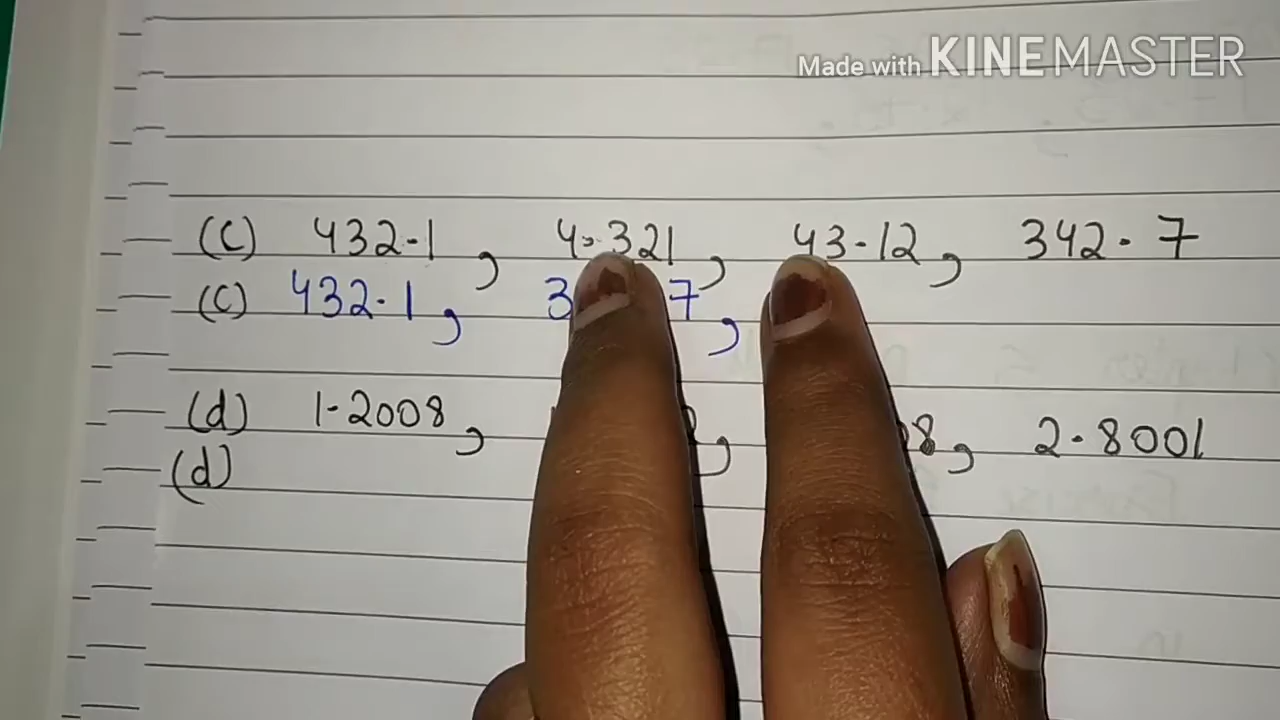 Made with KINEMASTER
(C) 432.1, 4.321, 43.12, 342.7
(C) 432.1, 3 7,
(d) 1.2008, , 8, 2.8001
(d)